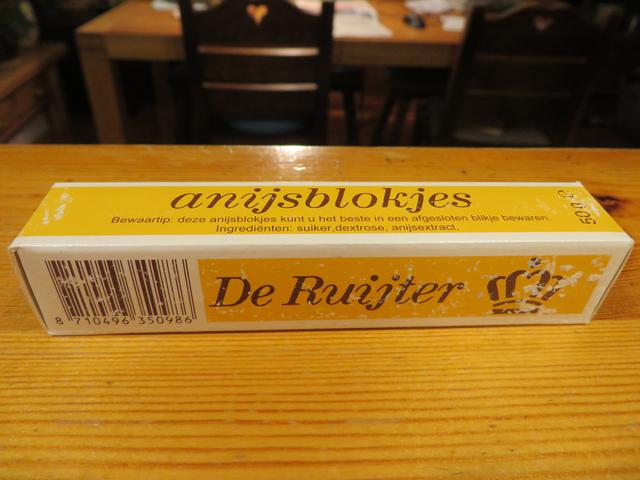 anijsblokjes
Bewaartip: deze anijsblokjes kunt u het beste in een afgesloten blikje bewaren.
Ingrediënten: suiker,dextrose, anijsextract.
De Ruijter
8 710496 350986